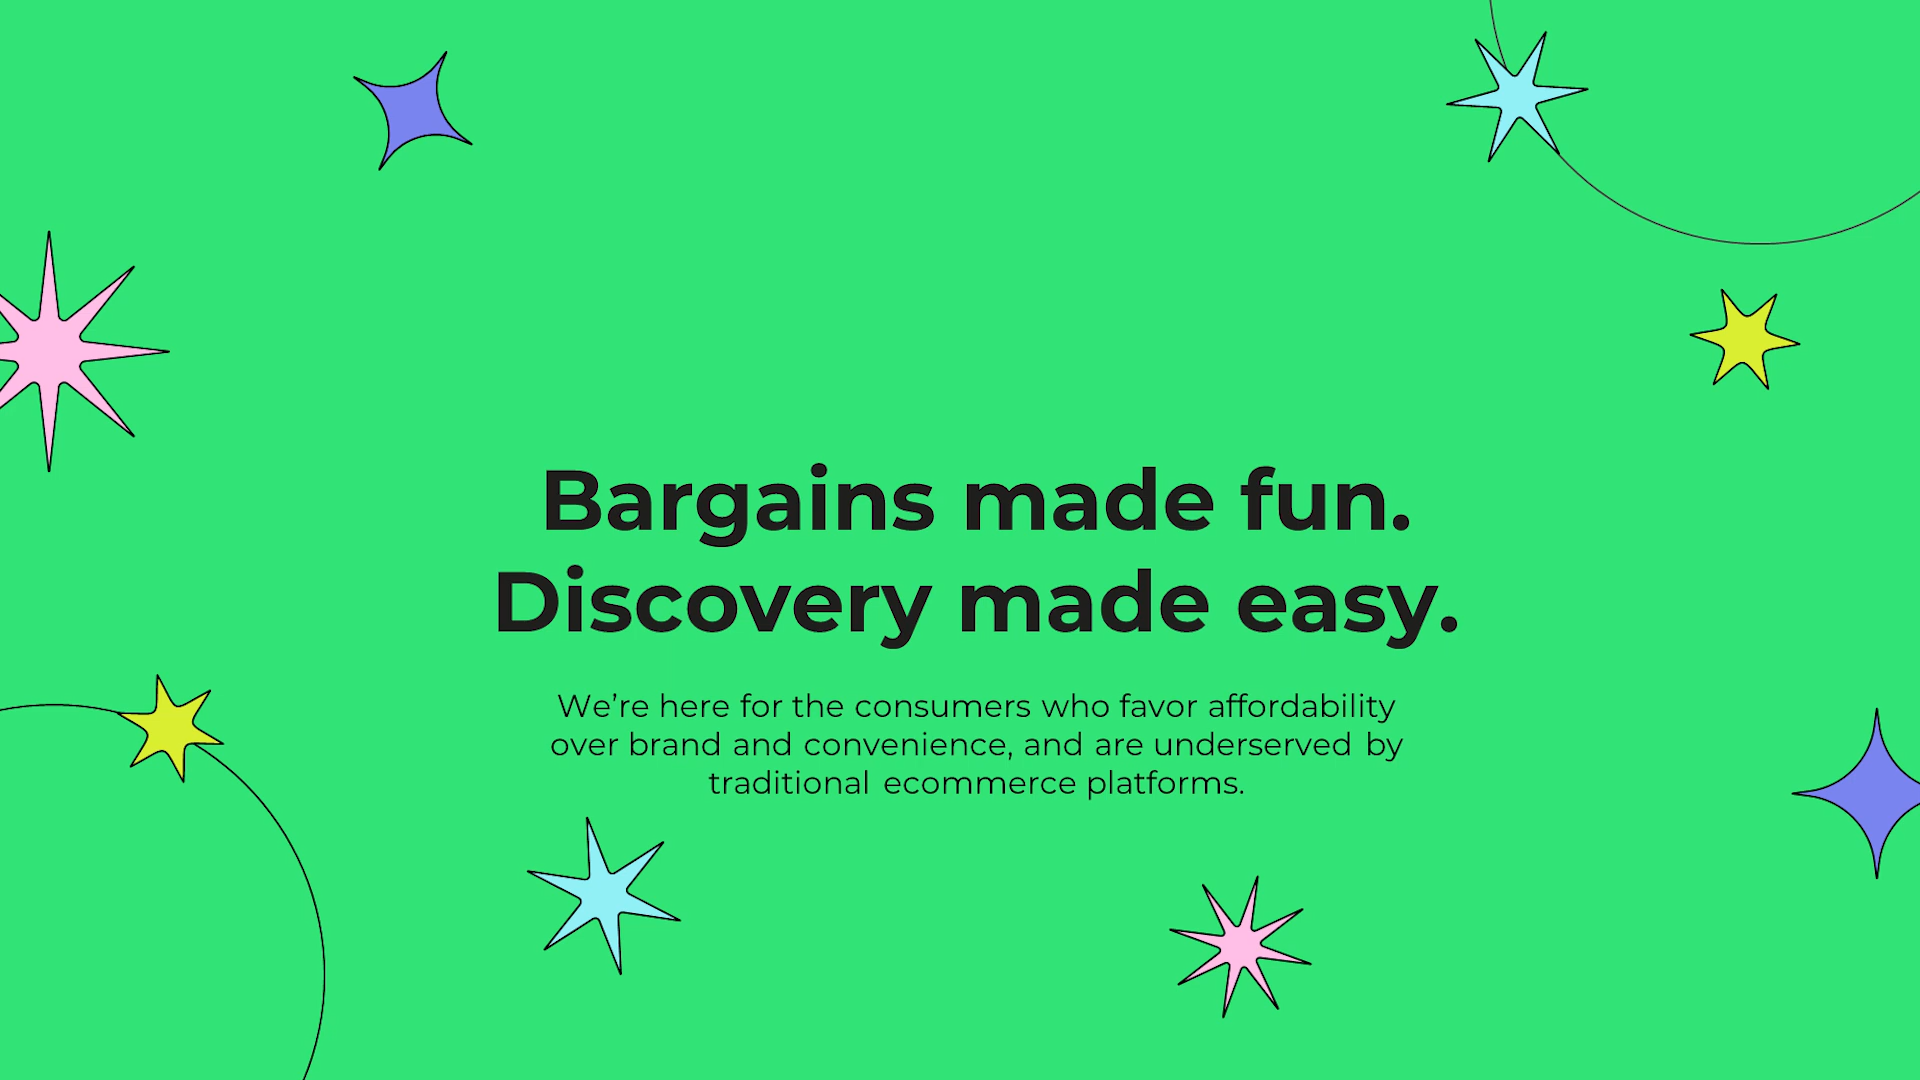 Bargains made fun.
Discovery made easy.
We’re here for the consumers who favor affordability
over brand and convenience, and are underserved by
traditional ecommerce platforms.